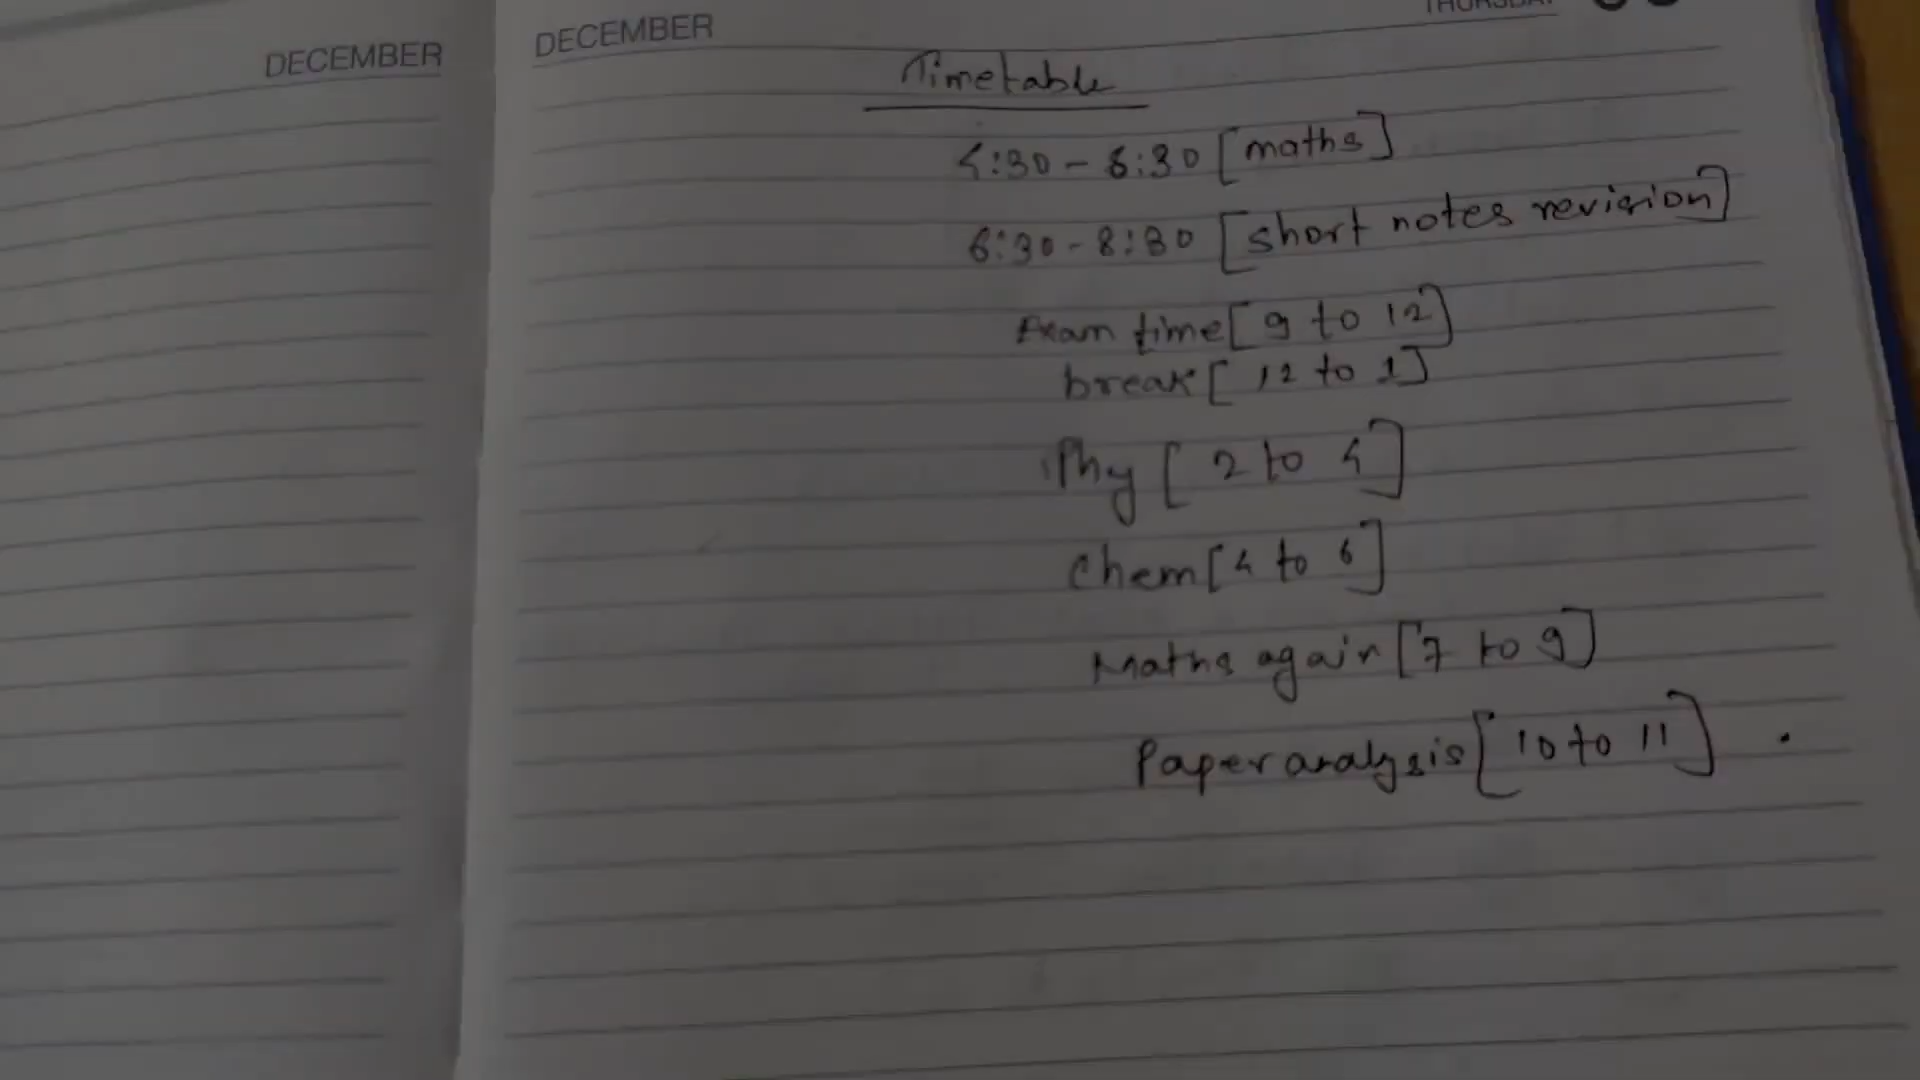 DECEMBER
DECEMBER
THURSDAY
Timetable
4:30 - 6:30 [maths]
6:30 - 8:30 [short notes revision]
Exam time [9 to 12]
break [12 to 1]
Phy [2 to 4]
Chem [4 to 6]
Maths again [7 to 9]
Paper analysis [10 to 11]